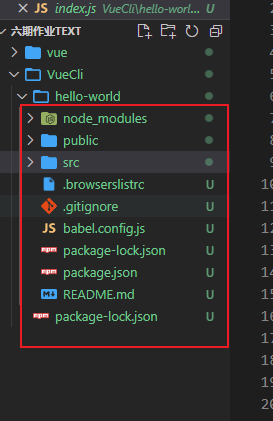 JS index.js VueCli\hello-worl...
2
六期作业TEXT
3
vue
4
VueCli
5
hello-world
6
node_modules
7
public
8
src
9
.browserslistrc U
10
.gitignore U
11
JS babel.config.js U
12
npm package-lock.json U
13
14
npm package.json U
15
README.md U
16
npm package-lock.json U
17
18
19
20